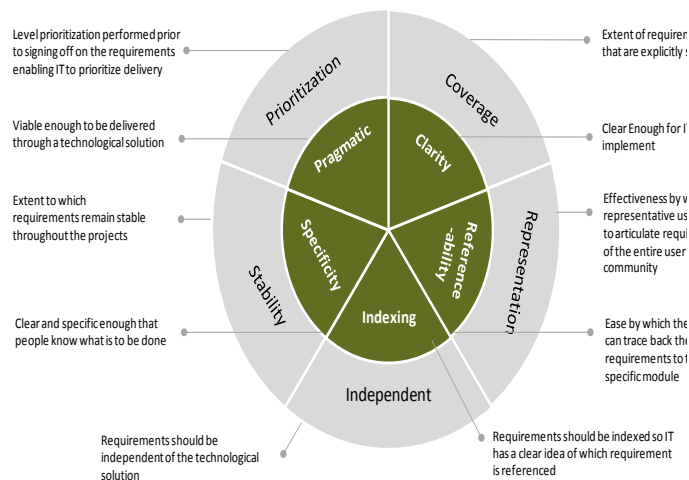 Level prioritization performed prior
to signing off on the requirements
enabling IT to prioritize delivery
Viable enough to be delivered
through a technological solution
Extent to which
requirements remain stable
throughout the projects
Clear and specific enough that
people know what is to be done
Requirements should be
independent of the technological
solution
Prioritization
Coverage
Representation
Independent
Stability
Pragmatic
Clarity
Reference
-ability
Indexing
Specificity
Extent of
that are explicitly
Clear Enough for
implement
Effectiveness by
representative
to articulate
of the entire user
community
Ease by which the
can trace back the
requirements to
specific module
Requirements should be indexed so IT
has a clear idea of which requirement
is referenced